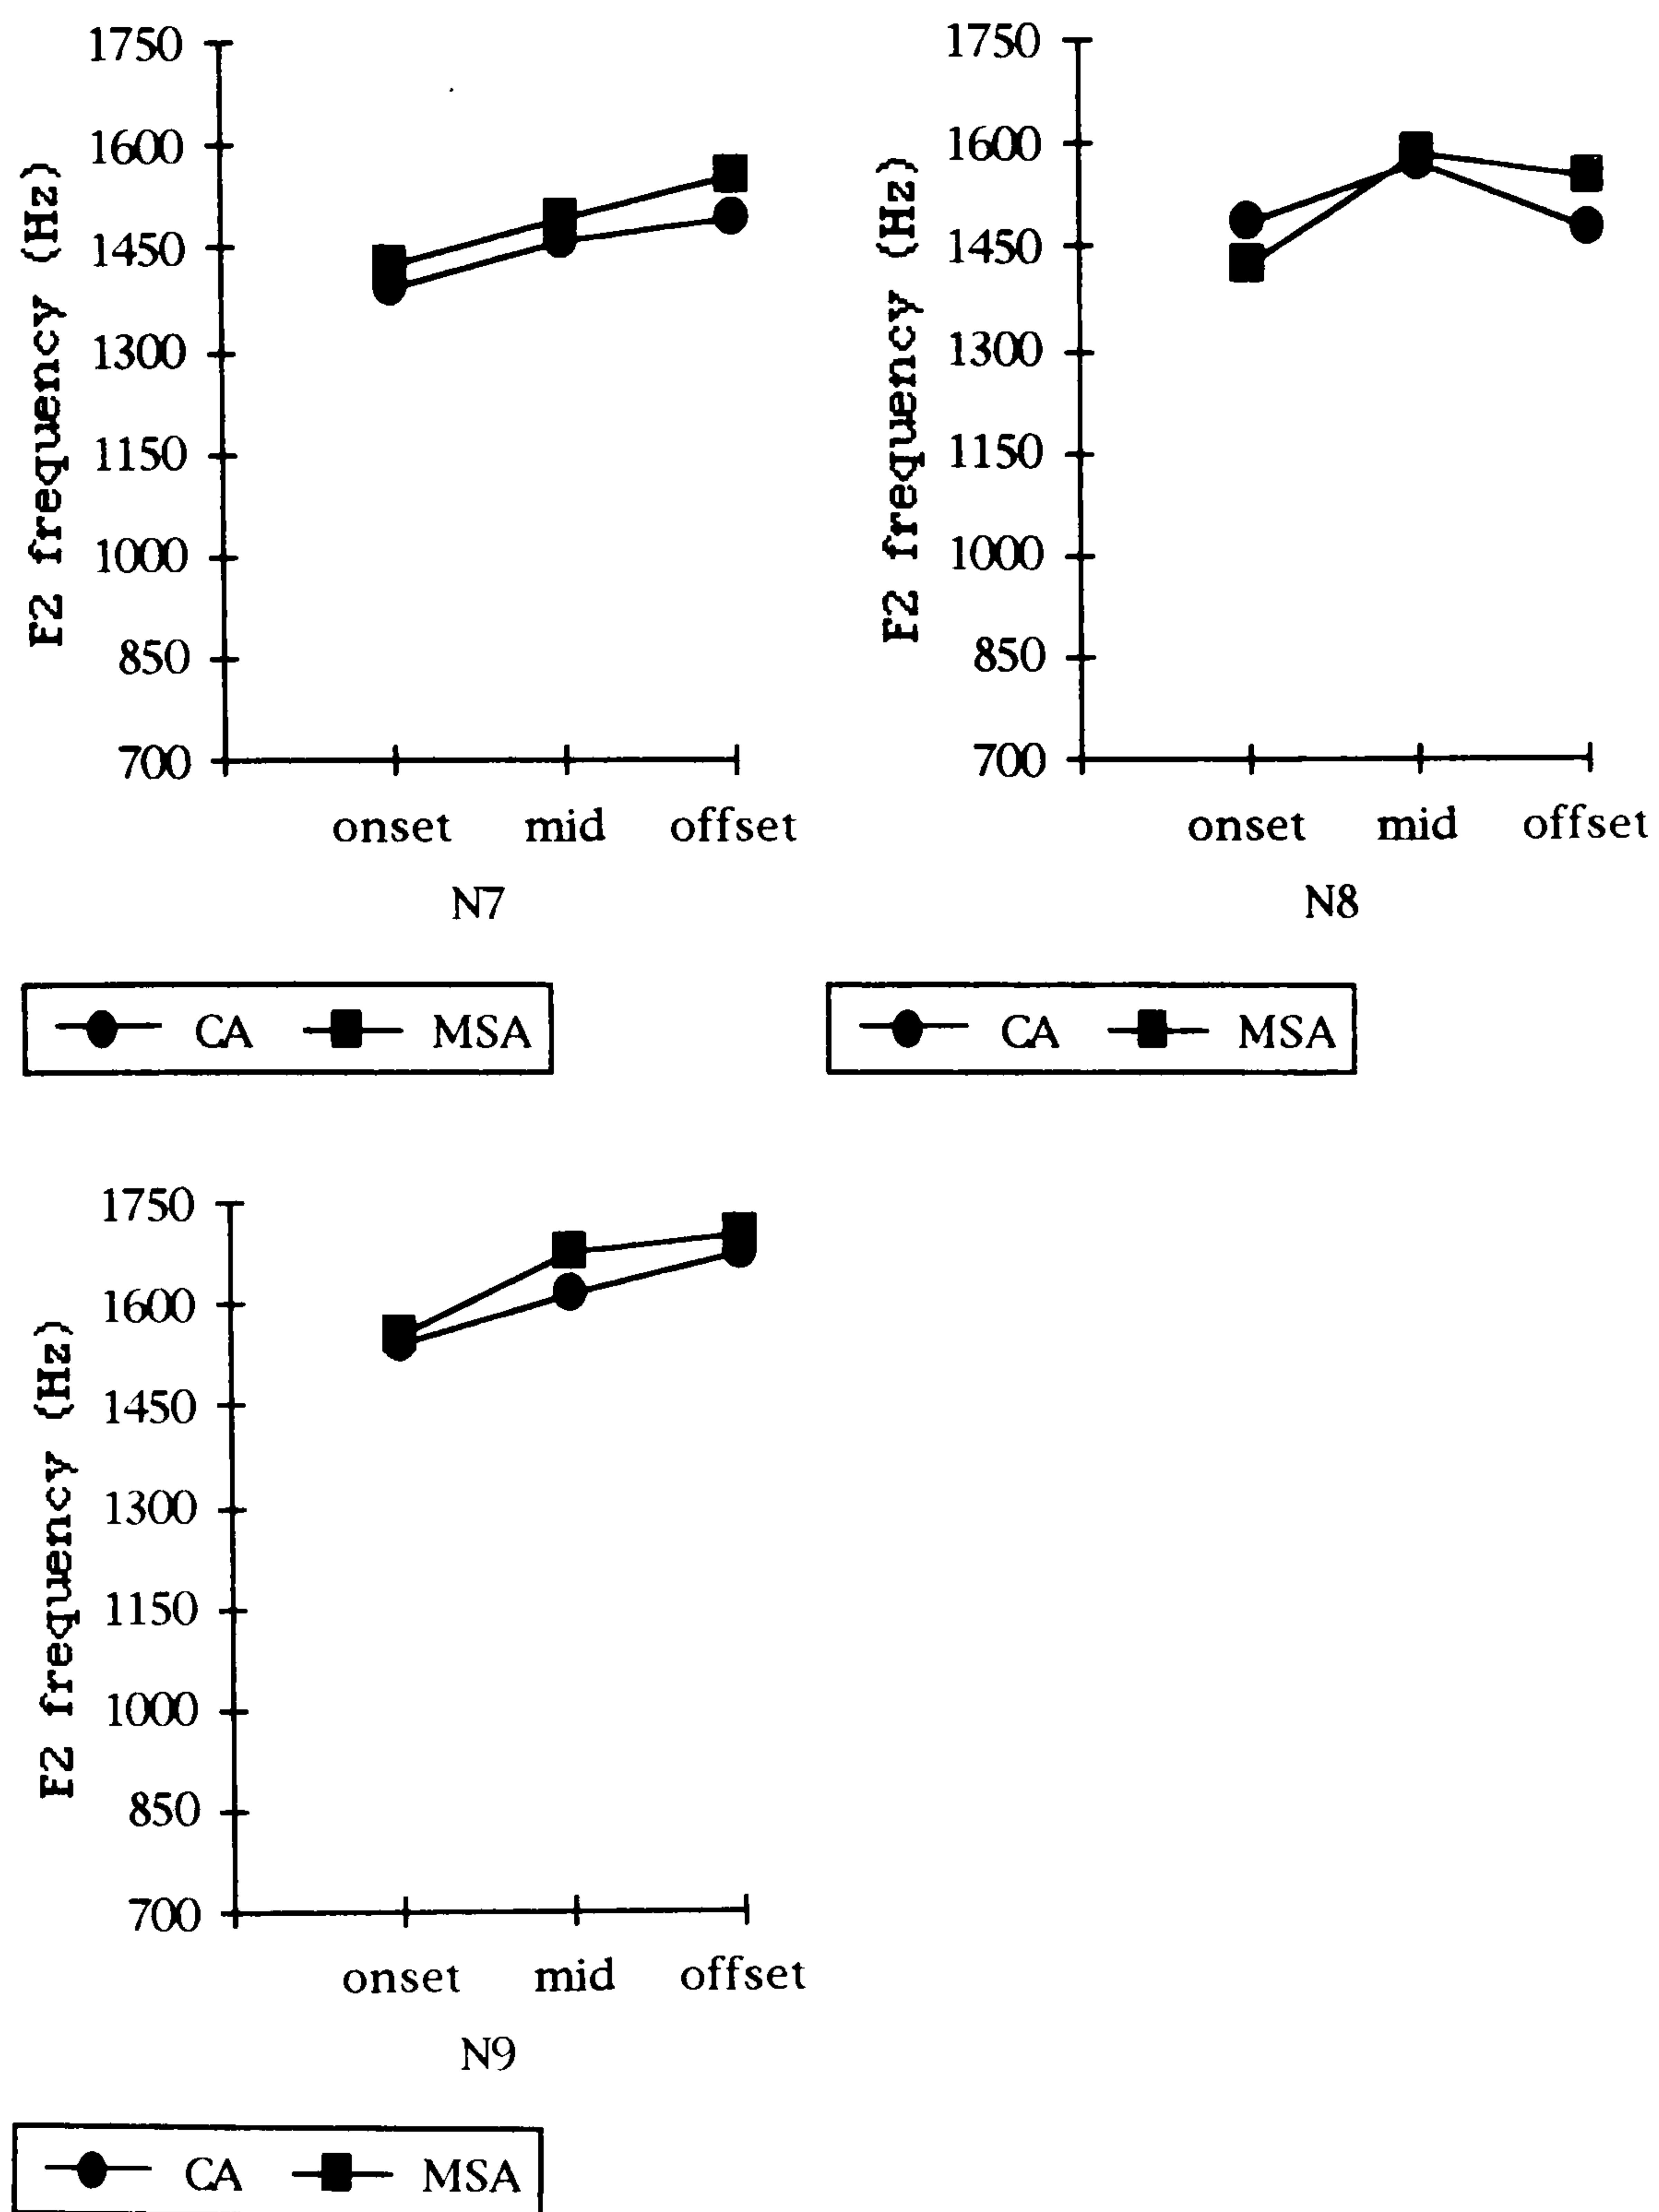 F2 frequency (Hz)
1750
1600
1450
1300
1150
1000
850
700
onset mid offset
N7
CA MSA
F2 frequency (Hz)
1750
1600
1450
1300
1150
1000
850
700
onset mid offset
N8
CA MSA
F2 frequency (Hz)
1750
1600
1450
1300
1150
1000
850
700
onset mid offset
N9
CA MSA